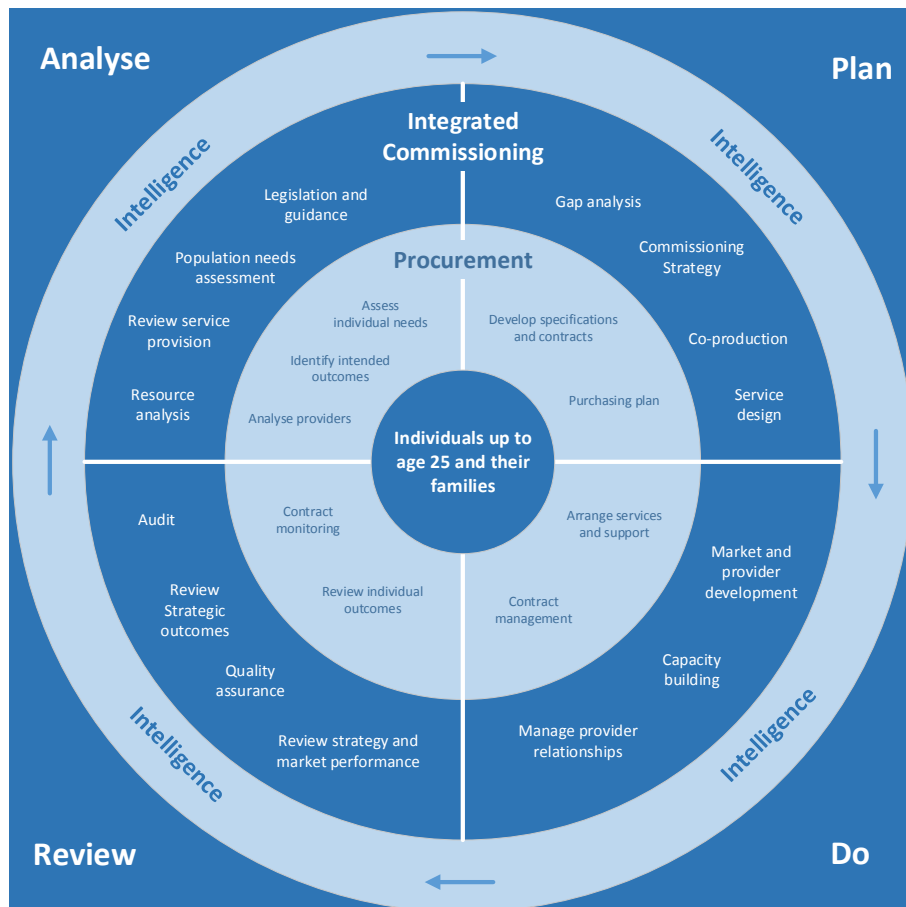 Analyse
Plan
Intelligence
Intelligence
Integrated
Commissioning
Legislation and
guidance
Population needs
assessment
Review service
provision
Resource
analysis
Gap analysis
Commissioning
Strategy
Co-production
Service
design
Procurement
Assess
individual needs
Identify intended
outcomes
Analyse providers
Develop specifications
and contracts
Purchasing plan
Individuals up to
age 25 and their
families
Contract
monitoring
Review individual
outcomes
Arrange services
and support
Contract
management
Audit
Review
Strategic
outcomes
Quality
assurance
Review strategy and
market performance
Market and
provider
development
Capacity
building
Manage provider
relationships
Intelligence
Intelligence
Review
Do